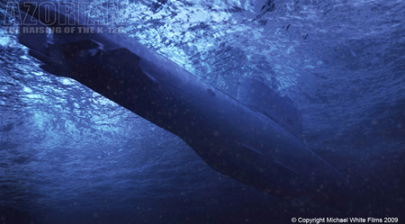 AZORIAN
THE RAISING OF THE K-129
© Copyright Michael White Films 2009